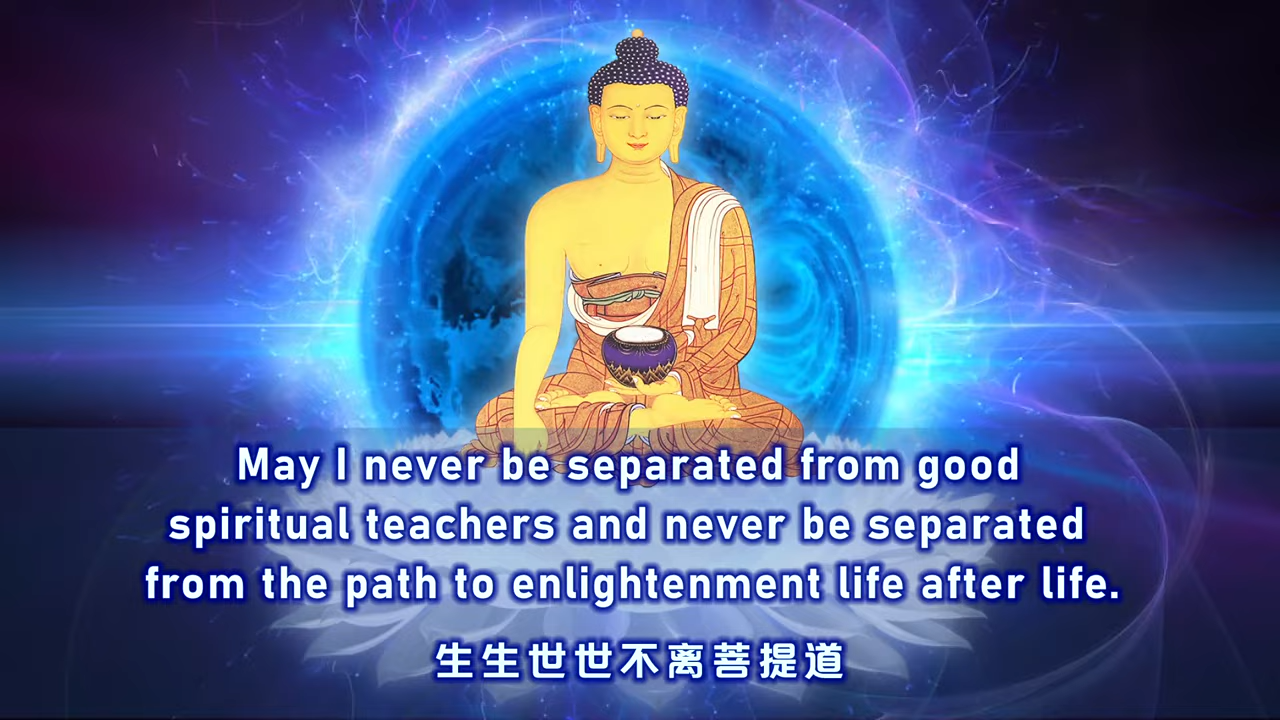 May I never be separated from good
spiritual teachers and never be separated
from the path to enlightenment life after life.
生生世世不离菩提道